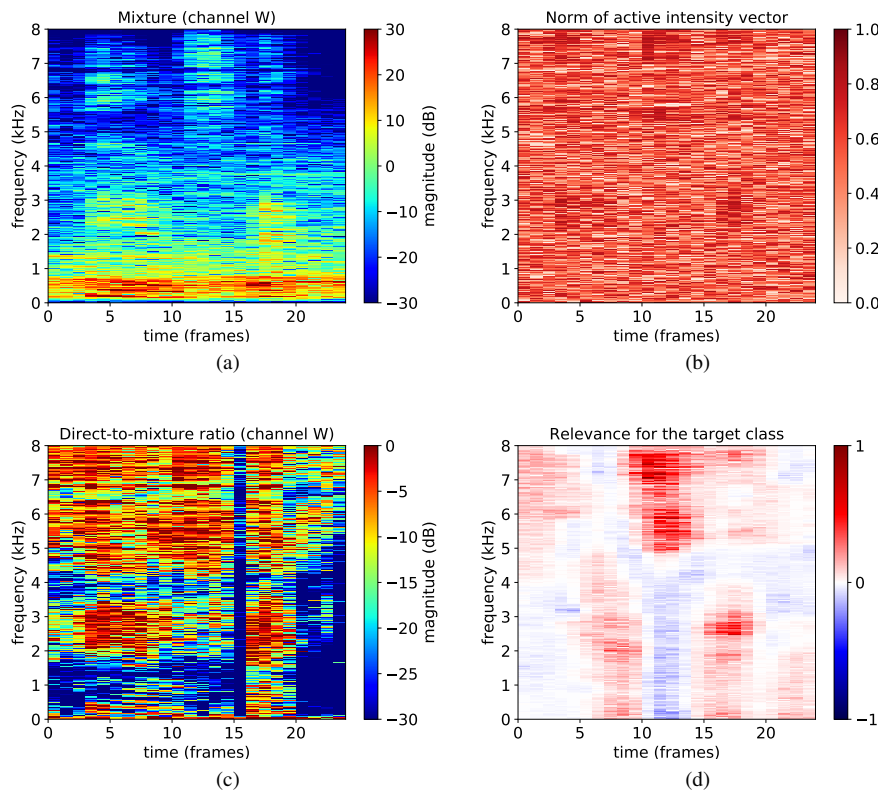 Mixture (channel W)
8
7
6
5
4
3
2
1
0
frequency (kHz)
0 5 10 15 20
time (frames)
30
20
10
0
−10
−20
−30
magnitude (dB)
(a)
Norm of active intensity vector
8
7
6
5
4
3
2
1
0
frequency (kHz)
0 5 10 15 20
time (frames)
1.0
0.8
0.6
0.4
0.2
0.0
(b)
Direct-to-mixture ratio (channel W)
8
7
6
5
4
3
2
1
0
frequency (kHz)
0 5 10 15 20
time (frames)
0
−5
−10
−15
−20
−25
−30
magnitude (dB)
(c)
Relevance for the target class
8
7
6
5
4
3
2
1
0
frequency (kHz)
0 5 10 15 20
time (frames)
1
0
−1
(d)